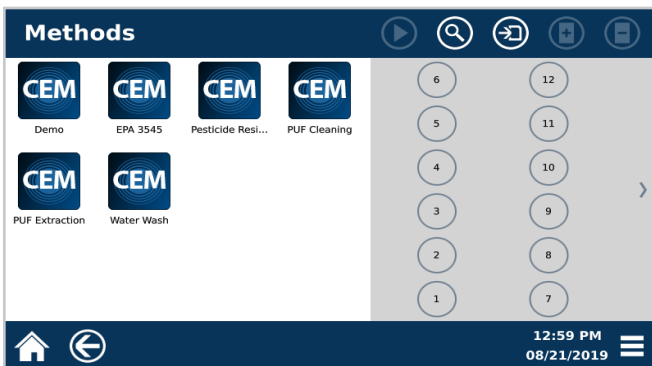 Methods
CEM CEM CEM CEM
Demo EPA 3545 Pesticide Resi... PUF Cleaning
CEM CEM
PUF Extraction Water Wash
6 12
5 11
4 10
3 9
2 8
1 7
12:59 PM
08/21/2019